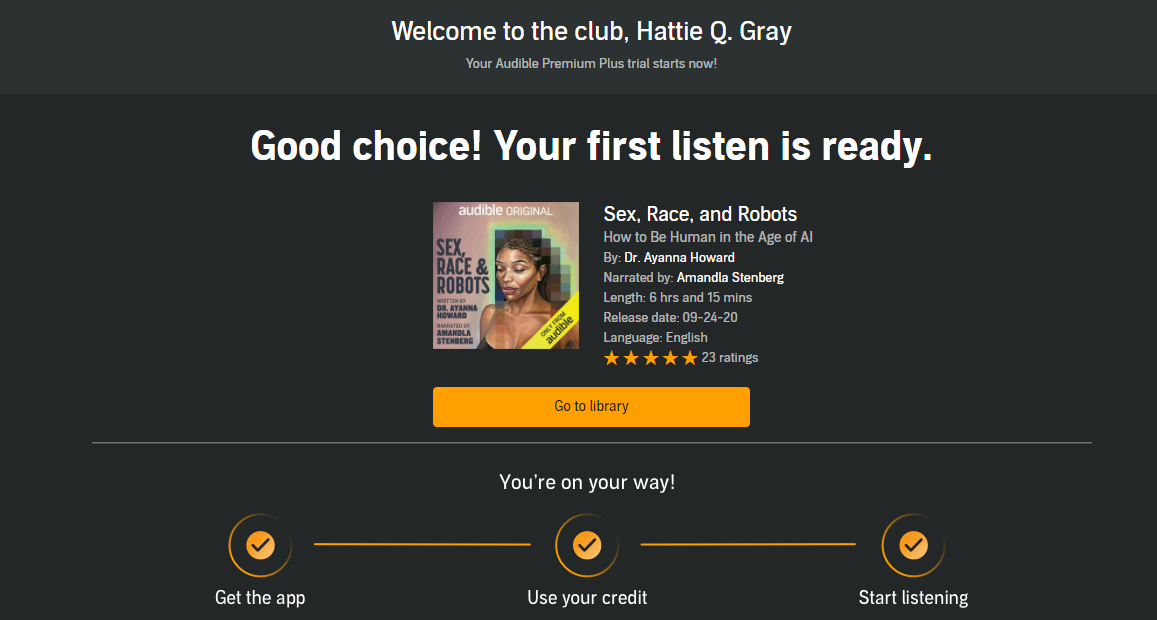 Welcome to the club, Hattie Q. Gray
Your Audible Premium Plus trial starts now!
Good choice! Your first listen is ready.
audible ORIGINAL
SEX,
RACE &
ROBOTS
WRITTEN BY
DR. AYANNA
HOWARD
NARRATED BY
AMANDLA
STENBERG
ONLY FROM
audible
Sex, Race, and Robots
How to Be Human in the Age of AI
By: Dr. Ayanna Howard
Narrated by: Amandla Stenberg
Length: 6 hrs and 15 mins
Release date: 09-24-20
Language: English
23 ratings
Go to library
You're on your way!
Get the app
Use your credit
Start listening